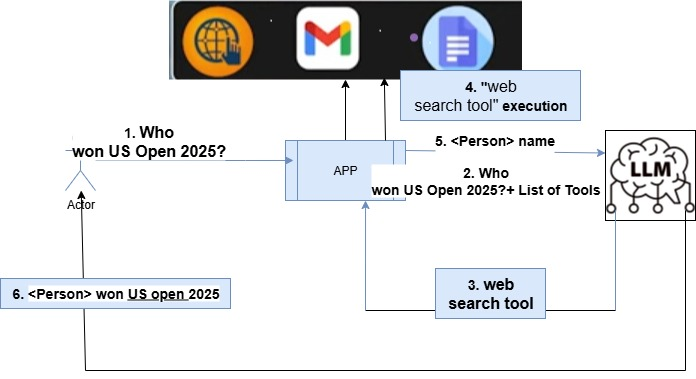 4. "web
search tool" execution
1. Who
won US Open 2025?
5. <Person> name
APP
2. Who
won US Open 2025?+ List of Tools
LLM
Actor
3. web
search tool
6. <Person> won US open 2025